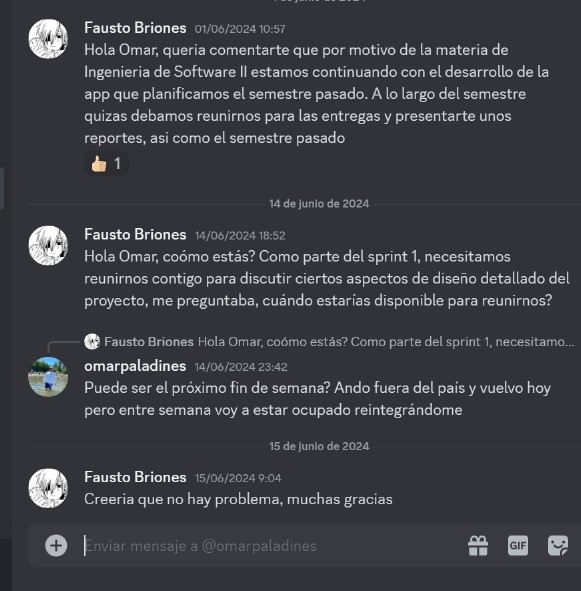 Fausto Briones 01/06/2024 10:57
Hola Omar, queria comentarte que por motivo de la materia de
Ingenieria de Software II estamos continuando con el desarrollo de la
app que planificamos el semestre pasado. A lo largo del semestre
quizas debamos reunirnos para las entregas y presentarte unos
reportes, asi como el semestre pasado
1
14 de junio de 2024
Fausto Briones 14/06/2024 18:52
Hola Omar, coómo estás? Como parte del sprint 1, necesitamos
reunirnos contigo para discutir ciertos aspectos de diseño detallado del
proyecto, me preguntaba, cuándo estarías disponible para reunirnos?
Fausto Briones Hola Omar, coómo estás? Como parte del sprint 1, necesitamo...
omarpaladines 14/06/2024 23:42
Puede ser el próximo fin de semana? Ando fuera del país y vuelvo hoy
pero entre semana voy a estar ocupado reintegrándome
15 de junio de 2024
Fausto Briones 15/06/2024 9:04
Creeria que no hay problema, muchas gracias
Enviar mensaje a @omarpaladines
GIF